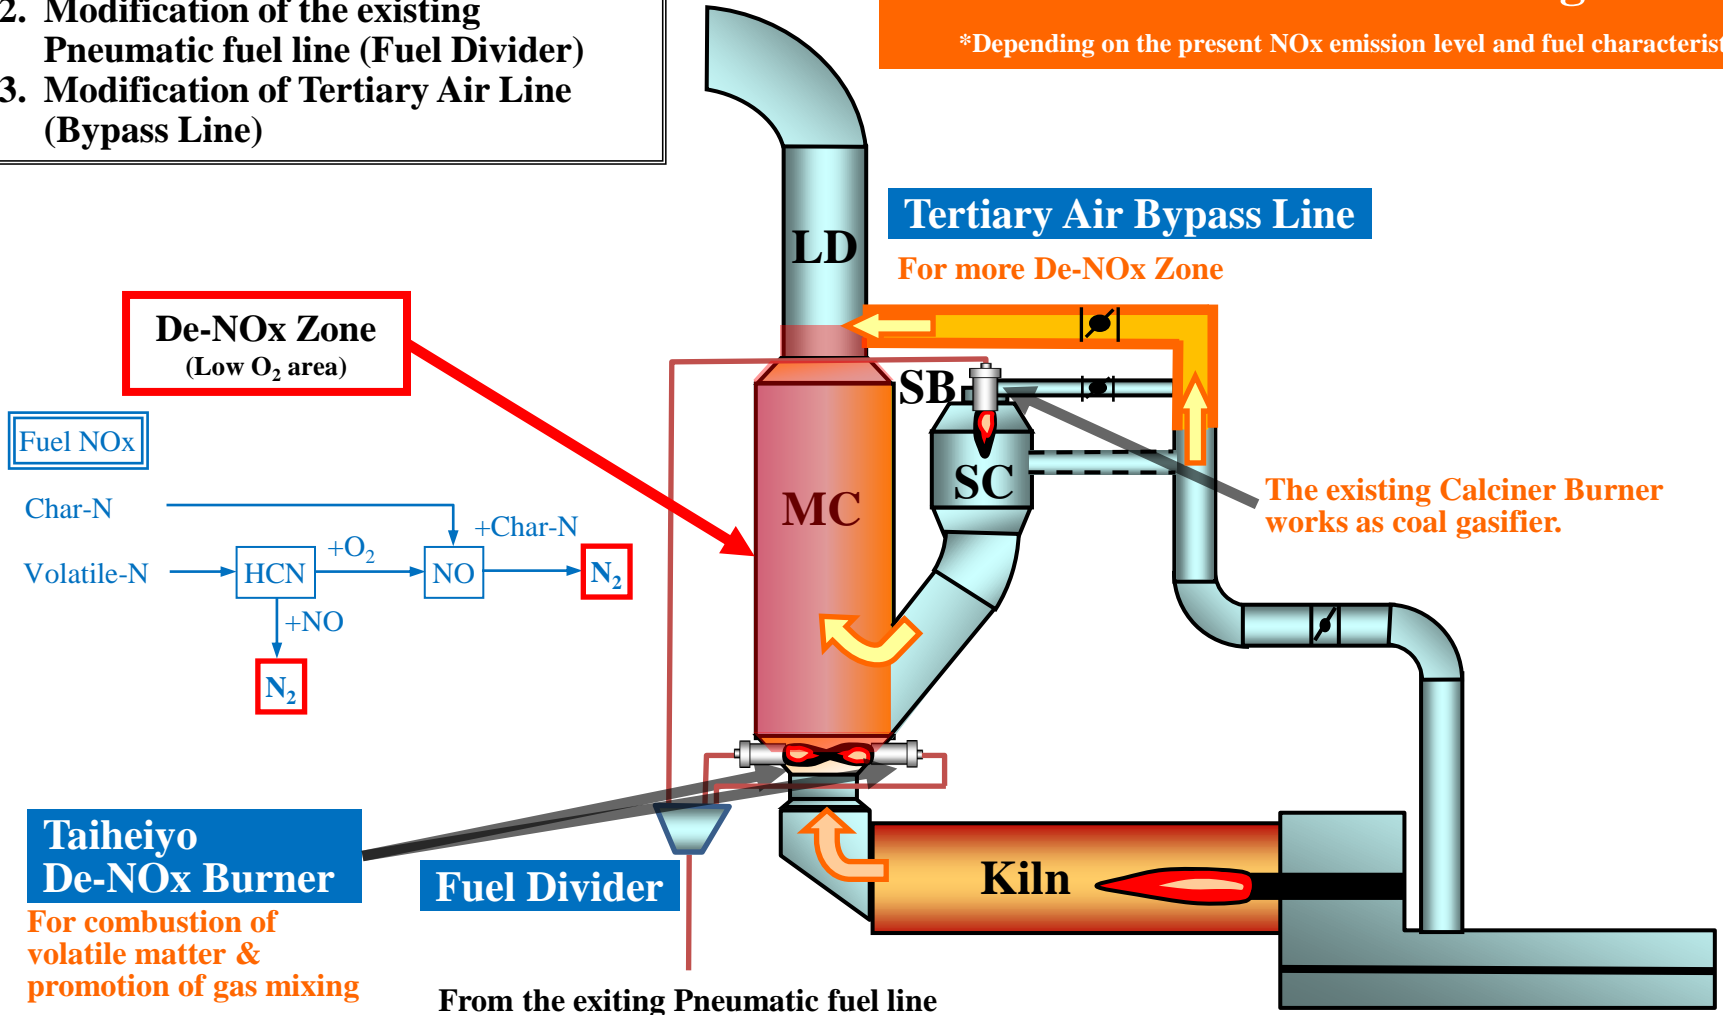 2. Modification of the existing
Pneumatic fuel line (Fuel Divider)
3. Modification of Tertiary Air Line
(Bypass Line)
*Depending on the present NOx emission level and fuel characterist
Tertiary Air Bypass Line
For more De-NOx Zone
LD
De-NOx Zone
(Low O₂ area)
SB
SC
MC
The existing Calciner Burner
works as coal gasifier.
Fuel NOx
Char-N
+Char-N
Volatile-N
HCN
+O₂
NO
N₂
+NO
N₂
Taiheiyo
De-NOx Burner
For combustion of
volatile matter &
promotion of gas mixing
Fuel Divider
Kiln
From the exiting Pneumatic fuel line